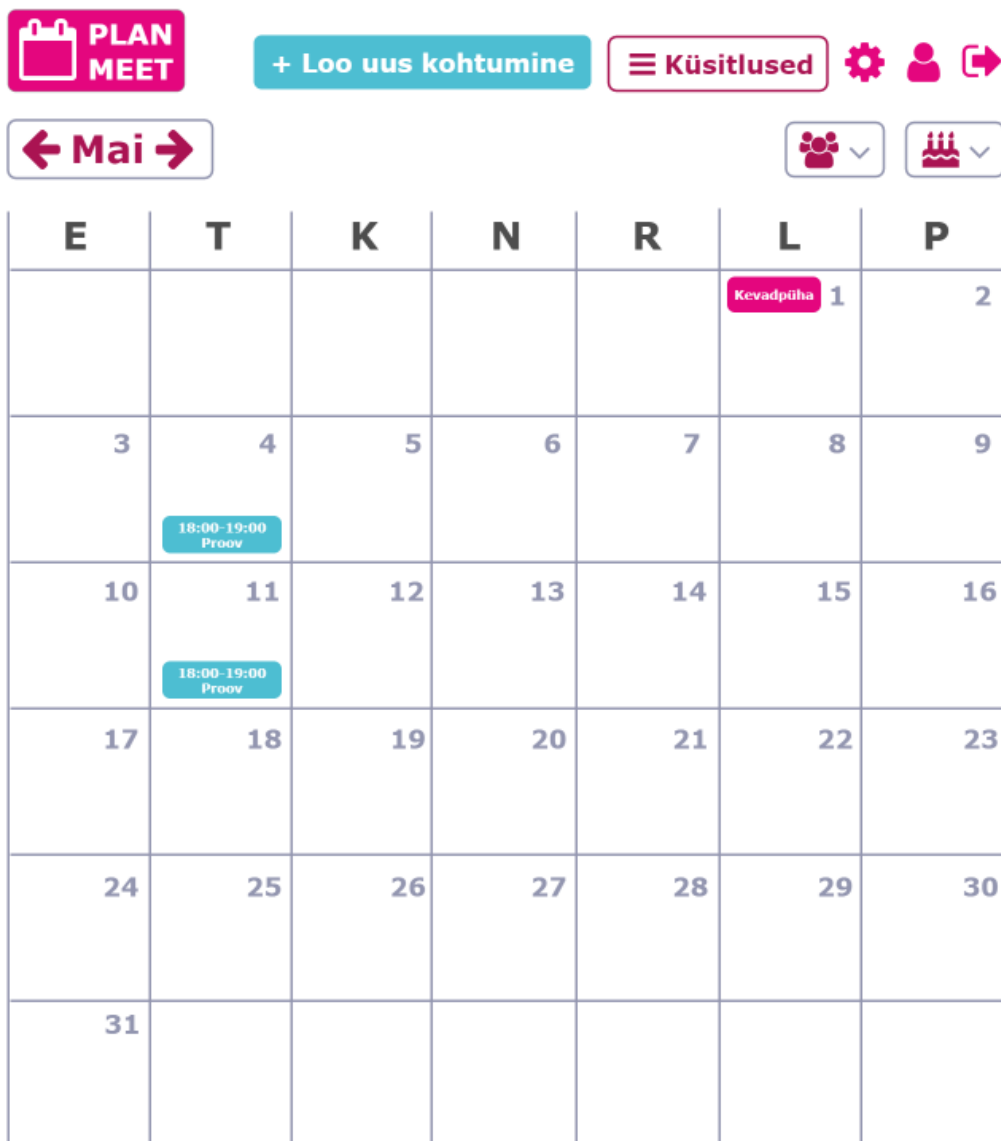 PLAN
MEET
+ Loo uus kohtumine
Küsitlused
Mai
E T K N R L P
Kevadpüha 1 2
3 4 5 6 7 8 9
18:00-19:00
Proov
10 11 12 13 14 15 16
18:00-19:00
Proov
17 18 19 20 21 22 23
24 25 26 27 28 29 30
31